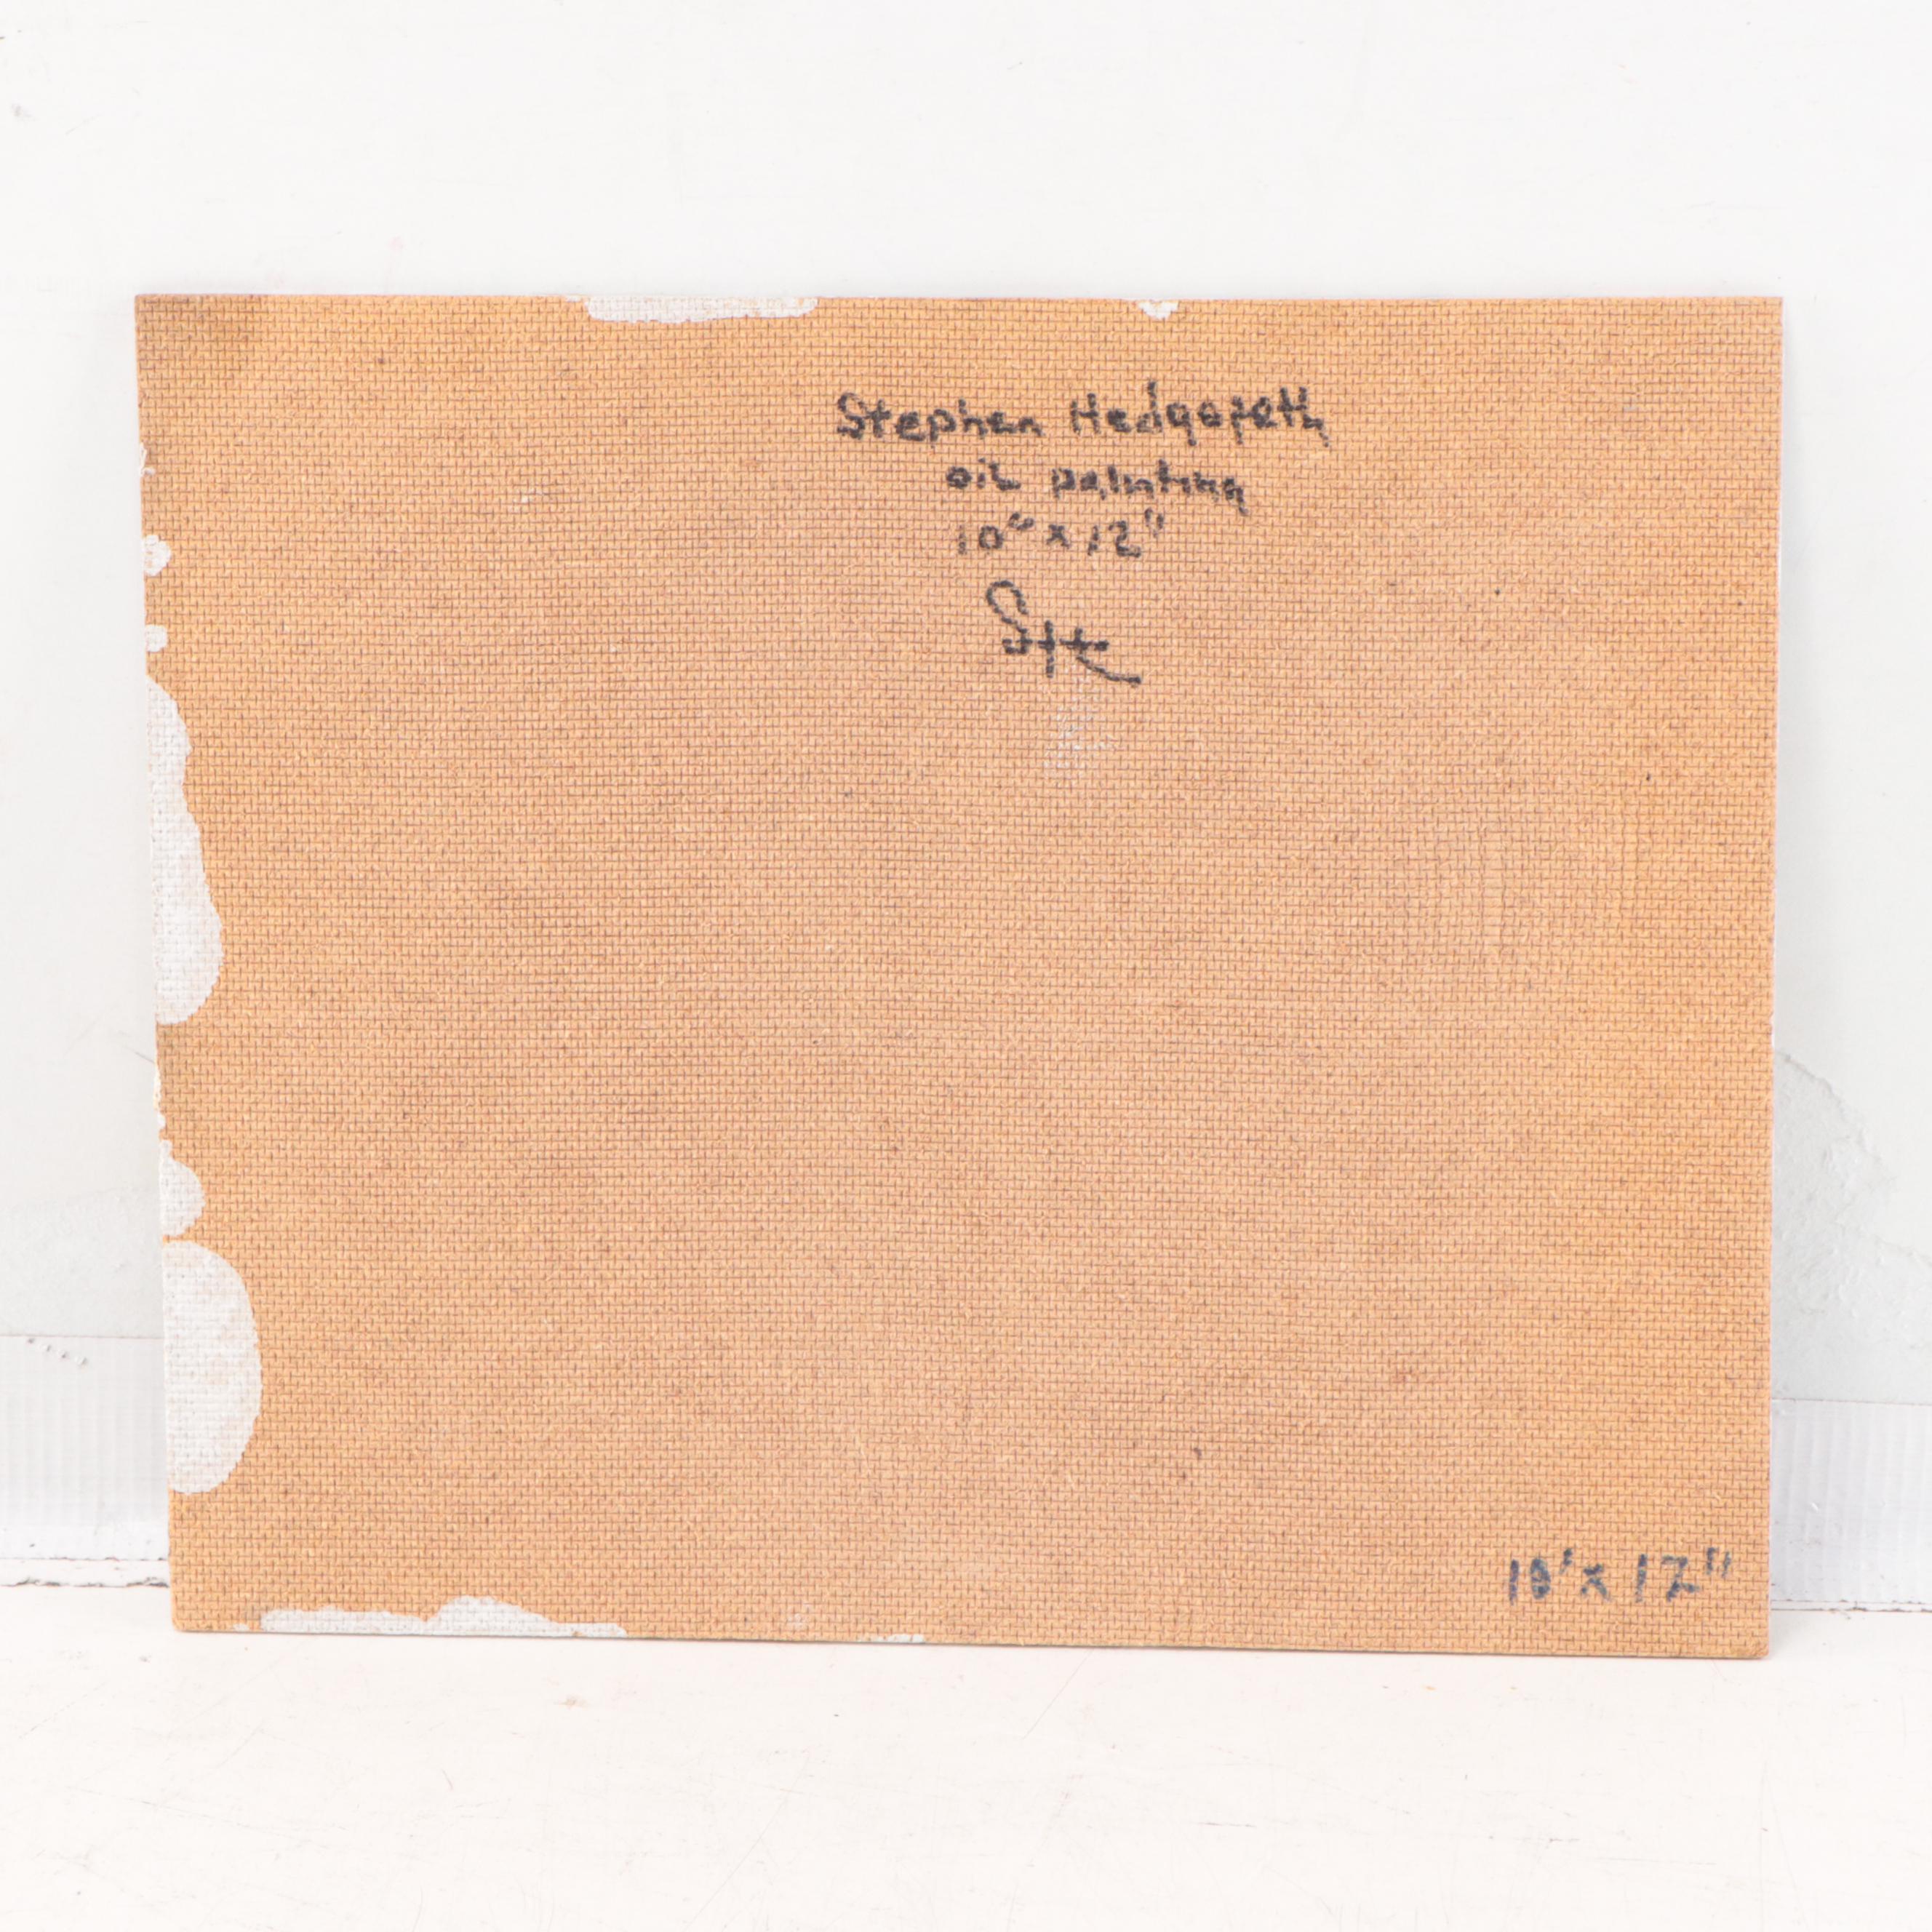 Stephen Hedgepeth
oil painting
10" x 12"
10' x 12"